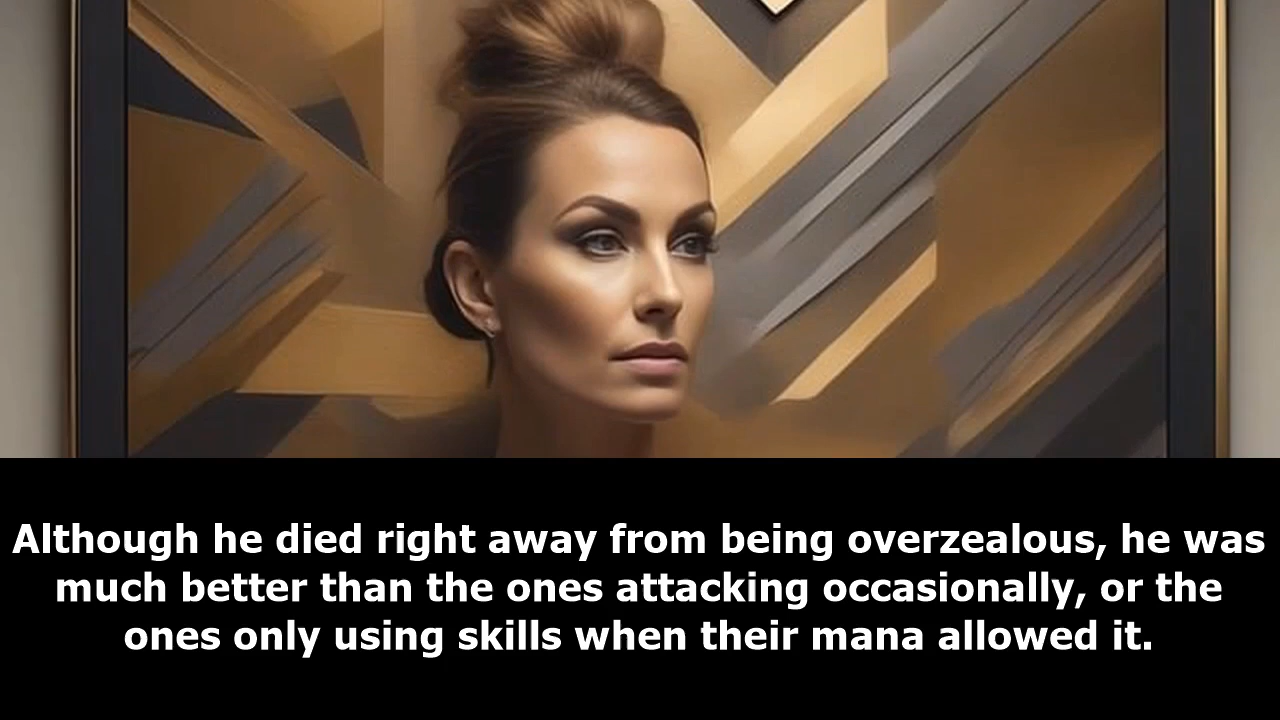 Although he died right away from being overzealous, he was
much better than the ones attacking occasionally, or the
ones only using skills when their mana allowed it.